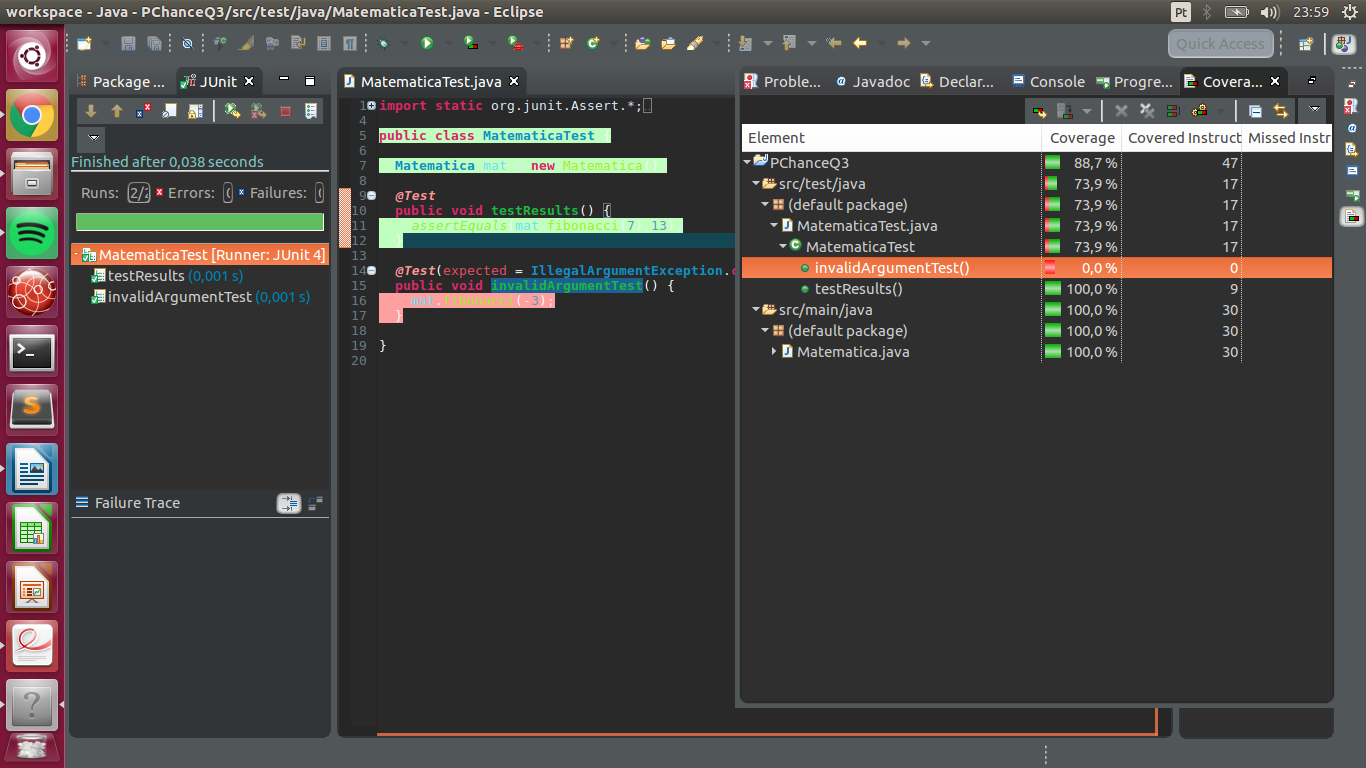 workspace - Java - PChanceQ3/src/test/java/MatematicaTest.java - Eclipse
Pt
23:59
Quick Access
Package ...
JUnit
Finished after 0,038 seconds
Runs: 2/
Errors:
Failures:
MatematicaTest [Runner: JUnit 4]
testResults (0,001 s)
invalidArgumentTest (0,001 s)
Failure Trace
MatematicaTest.java
1 import static org.junit.Assert.*;
4
5 public class MatematicaTest {
6
7 Matematica mat new Matematica()
8
9 @Test
10 public void testResults() {
11 assertEquals mat fibonacci 7 13
12 }
13
14 @Test(expected = IllegalArgumentException.
15 public void invalidArgumentTest() {
16 mat.fibonacci(-3);
17 }
18
19 }
20
Proble...
Javadoc
Declar...
Console
Progre...
Covera...
Element Coverage Covered Instruct Missed Instr
PChanceQ3 88,7 % 47
src/test/java 73,9 % 17
(default package) 73,9 % 17
MatematicaTest.java 73,9 % 17
MatematicaTest 73,9 % 17
invalidArgumentTest() 0,0 % 0
testResults() 100,0 % 9
src/main/java 100,0 % 30
(default package) 100,0 % 30
Matematica.java 100,0 % 30